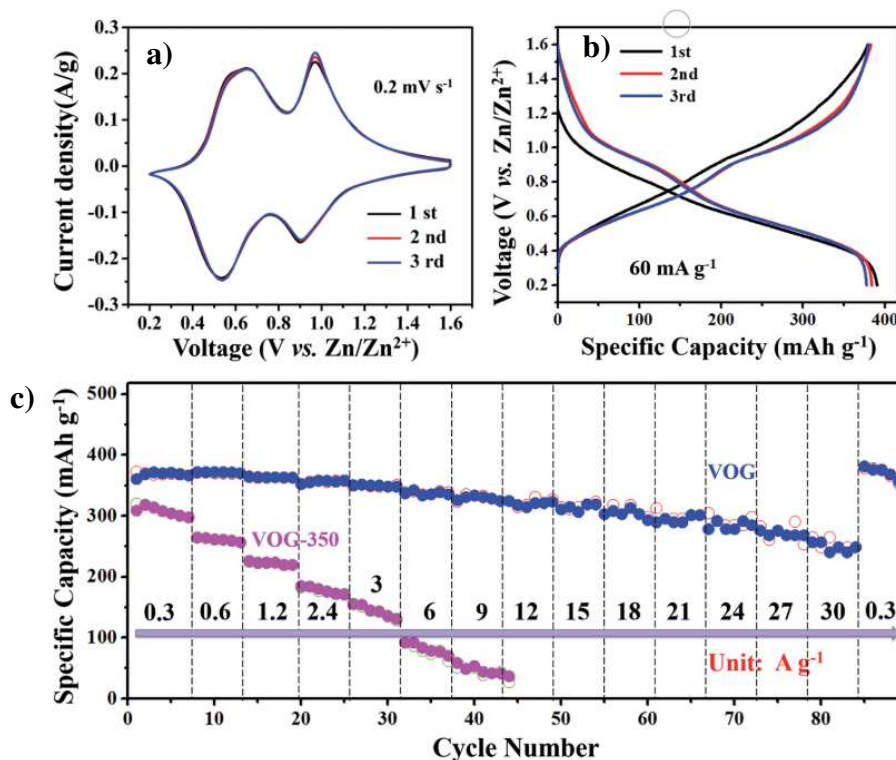 a)
0.2 mV s⁻¹
1 st
2 nd
3 rd
Current density(A/g)
0.3
0.2
0.1
0.0
-0.1
-0.2
-0.3
0.2 0.4 0.6 0.8 1.0 1.2 1.4 1.6
Voltage (V vs. Zn/Zn²⁺)
b)
1st
2nd
3rd
60 mA g⁻¹
Voltage (V vs. Zn/Zn²⁺)
1.6
1.4
1.2
1.0
0.8
0.6
0.4
0.2
0 100 200 300 400
Specific Capacity (mAh g⁻¹)
c)
Specific Capacity (mAh g⁻¹)
500
400
300
200
100
0
VOG
VOG-350
0.3 0.6 1.2 2.4 3 6 9 12 15 18 21 24 27 30 0.3
Unit: A g⁻¹
0 10 20 30 40 50 60 70 80
Cycle Number